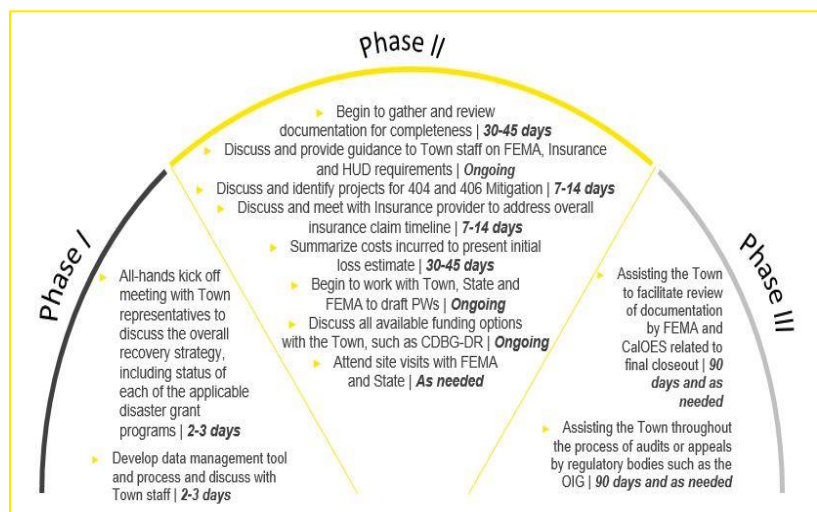 Phase I
All-hands kick off
meeting with Town
representatives to
discuss the overall
recovery strategy,
including status of
each of the applicable
disaster grant
programs | 2-3 days
Develop data management tool
and process and discuss with
Town staff | 2-3 days
Phase II
Begin to gather and review
documentation for completeness | 30-45 days
Discuss and provide guidance to Town staff on FEMA, Insurance
and HUD requirements | Ongoing
Discuss and identify projects for 404 and 406 Mitigation | 7-14 days
Discuss and meet with Insurance provider to address overall
insurance claim timeline | 7-14 days
Summarize costs incurred to present initial
loss estimate | 30-45 days
Begin to work with Town, State and
FEMA to draft PWs | Ongoing
Discuss all available funding options
with the Town, such as CDBG-DR | Ongoing
Attend site visits with FEMA
and State | As needed
Phase III
Assisting the Town
to facilitate review
of documentation
by FEMA and
CalOES related to
final closeout | 90
days and as
needed
Assisting the Town throughout
the process of audits or appeals
by regulatory bodies such as the
OIG | 90 days and as needed